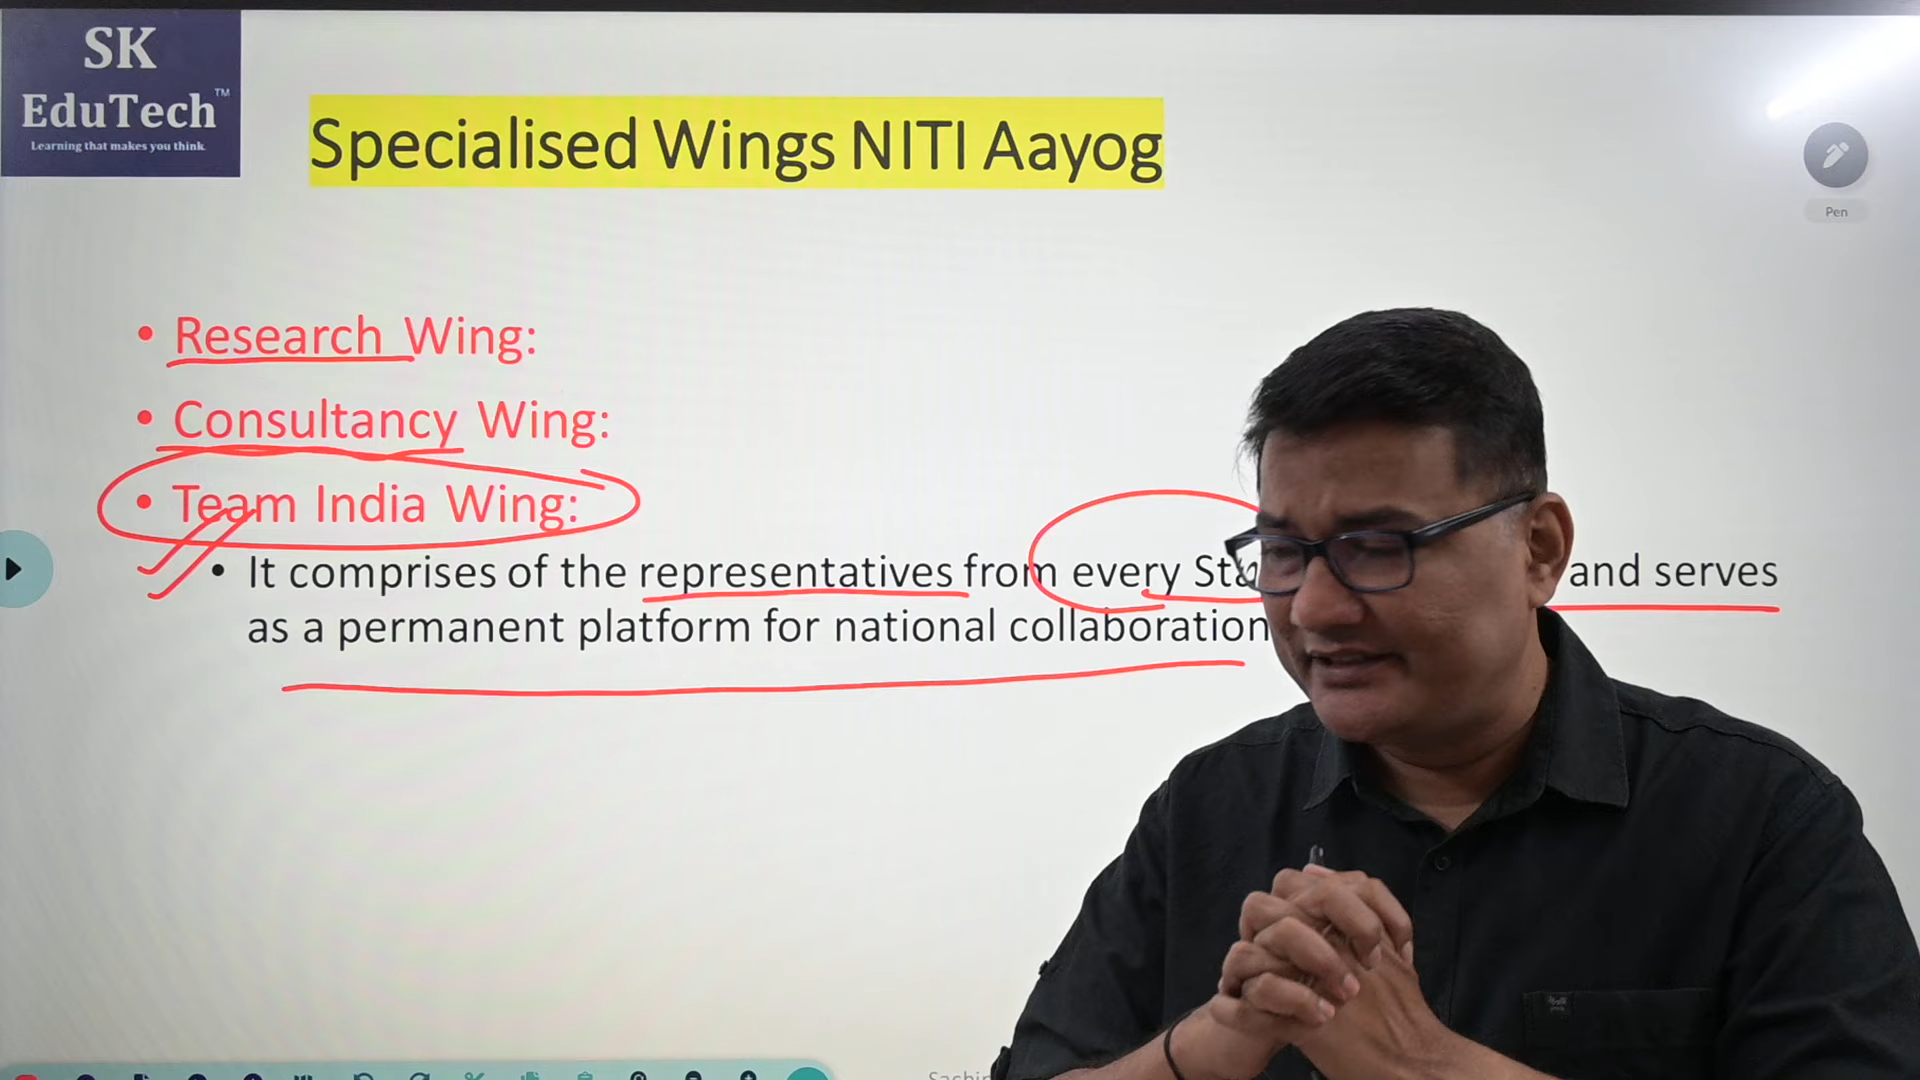 SK
EduTech™
Learning that makes you think.
Specialised Wings NITI Aayog
Pen
• Research Wing:
• Consultancy Wing:
• Team India Wing:
• It comprises of the representatives from every and serves
as a permanent platform for national collaboration